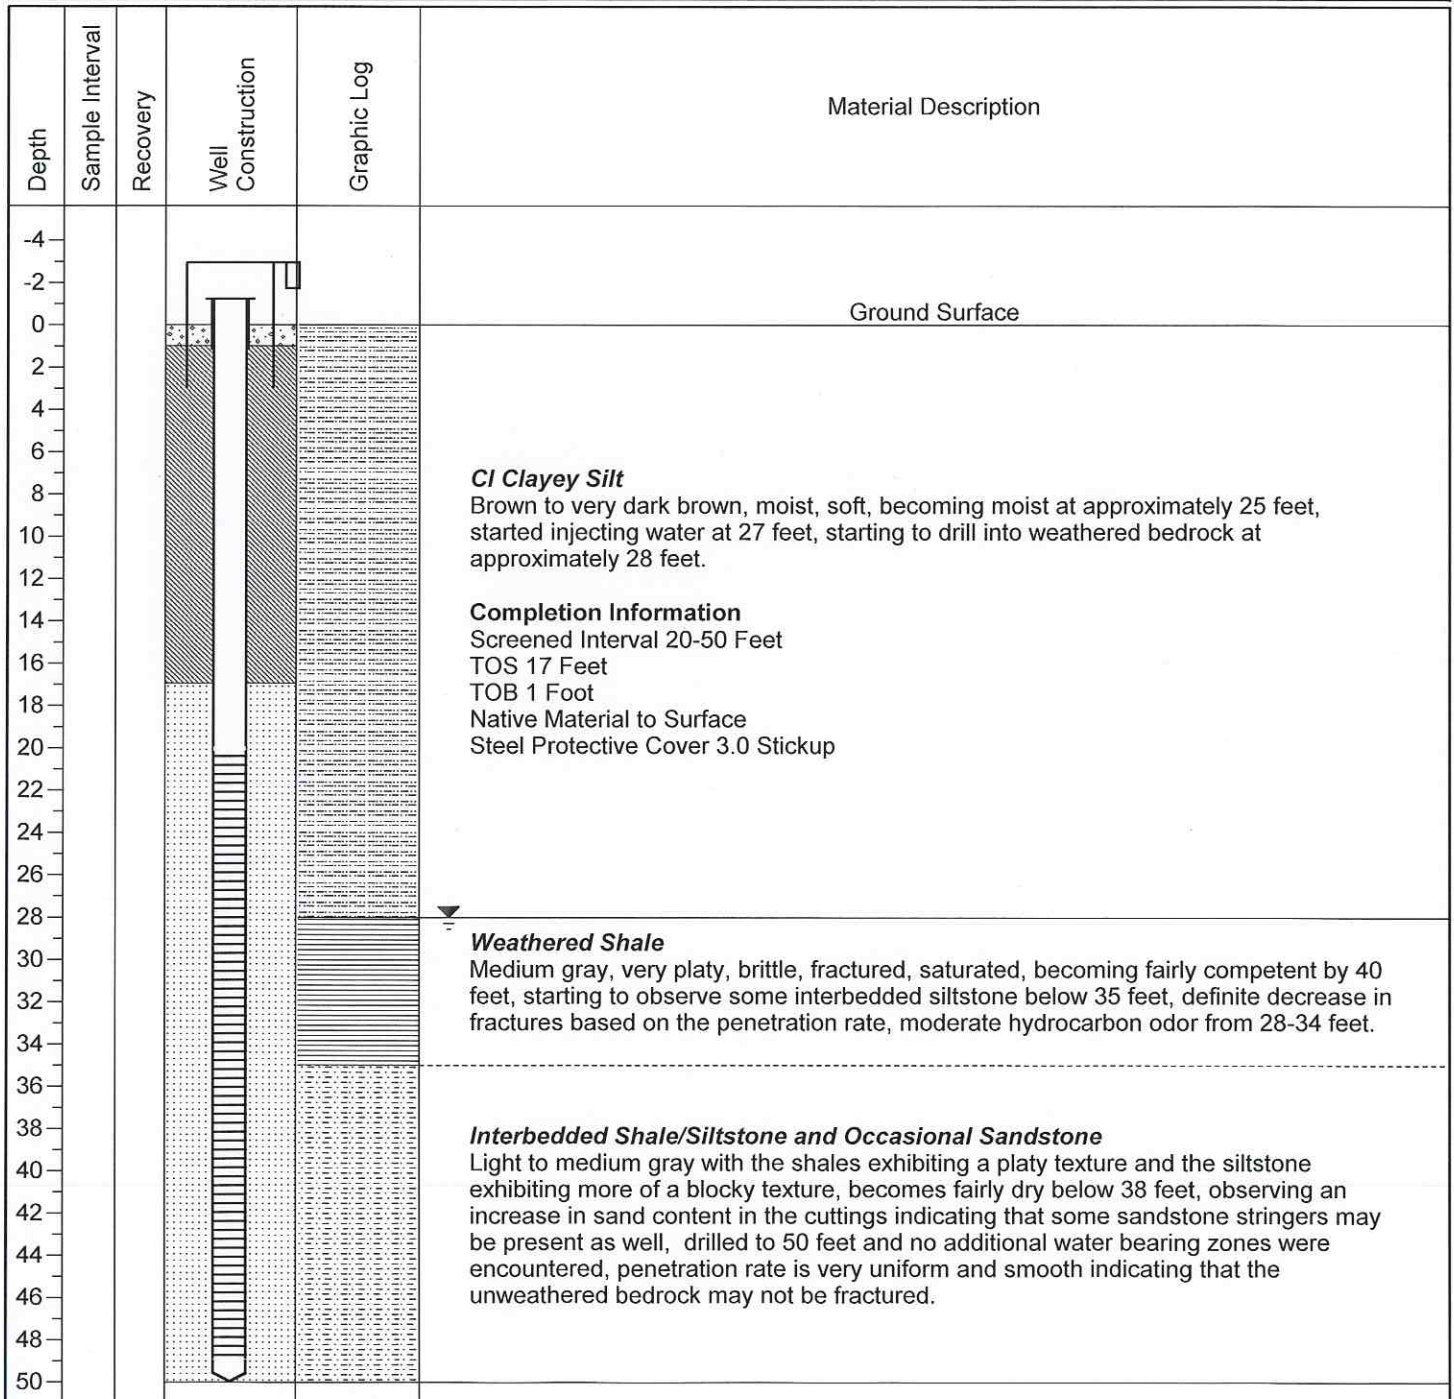 Depth
Sample Interval
Recovery
Well
Construction
Graphic Log
Material Description
-4
-2
0
2
4
6
8
10
12
14
16
18
20
22
24
26
28
30
32
34
36
38
40
42
44
46
48
50
Ground Surface
Cl Clayey Silt
Brown to very dark brown, moist, soft, becoming moist at approximately 25 feet,
started injecting water at 27 feet, starting to drill into weathered bedrock at
approximately 28 feet.
Completion Information
Screened Interval 20-50 Feet
TOS 17 Feet
TOB 1 Foot
Native Material to Surface
Steel Protective Cover 3.0 Stickup
Weathered Shale
Medium gray, very platy, brittle, fractured, saturated, becoming fairly competent by 40
feet, starting to observe some interbedded siltstone below 35 feet, definite decrease in
fractures based on the penetration rate, moderate hydrocarbon odor from 28-34 feet.
Interbedded Shale/Siltstone and Occasional Sandstone
Light to medium gray with the shales exhibiting a platy texture and the siltstone
exhibiting more of a blocky texture, becomes fairly dry below 38 feet, observing an
increase in sand content in the cuttings indicating that some sandstone stringers may
be present as well, drilled to 50 feet and no additional water bearing zones were
encountered, penetration rate is very uniform and smooth indicating that the
unweathered bedrock may not be fractured.